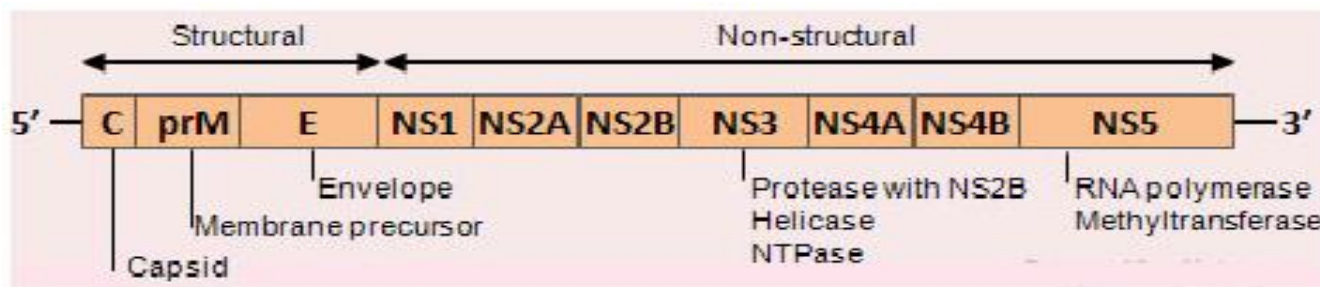 Structural Non-structural
5' C prM E NS1 NS2A NS2B NS3 NS4A NS4B NS5 3'
Envelope Protease with NS2B RNA polymerase
Membrane precursor Helicase Methyltransferase
Capsid NTPase